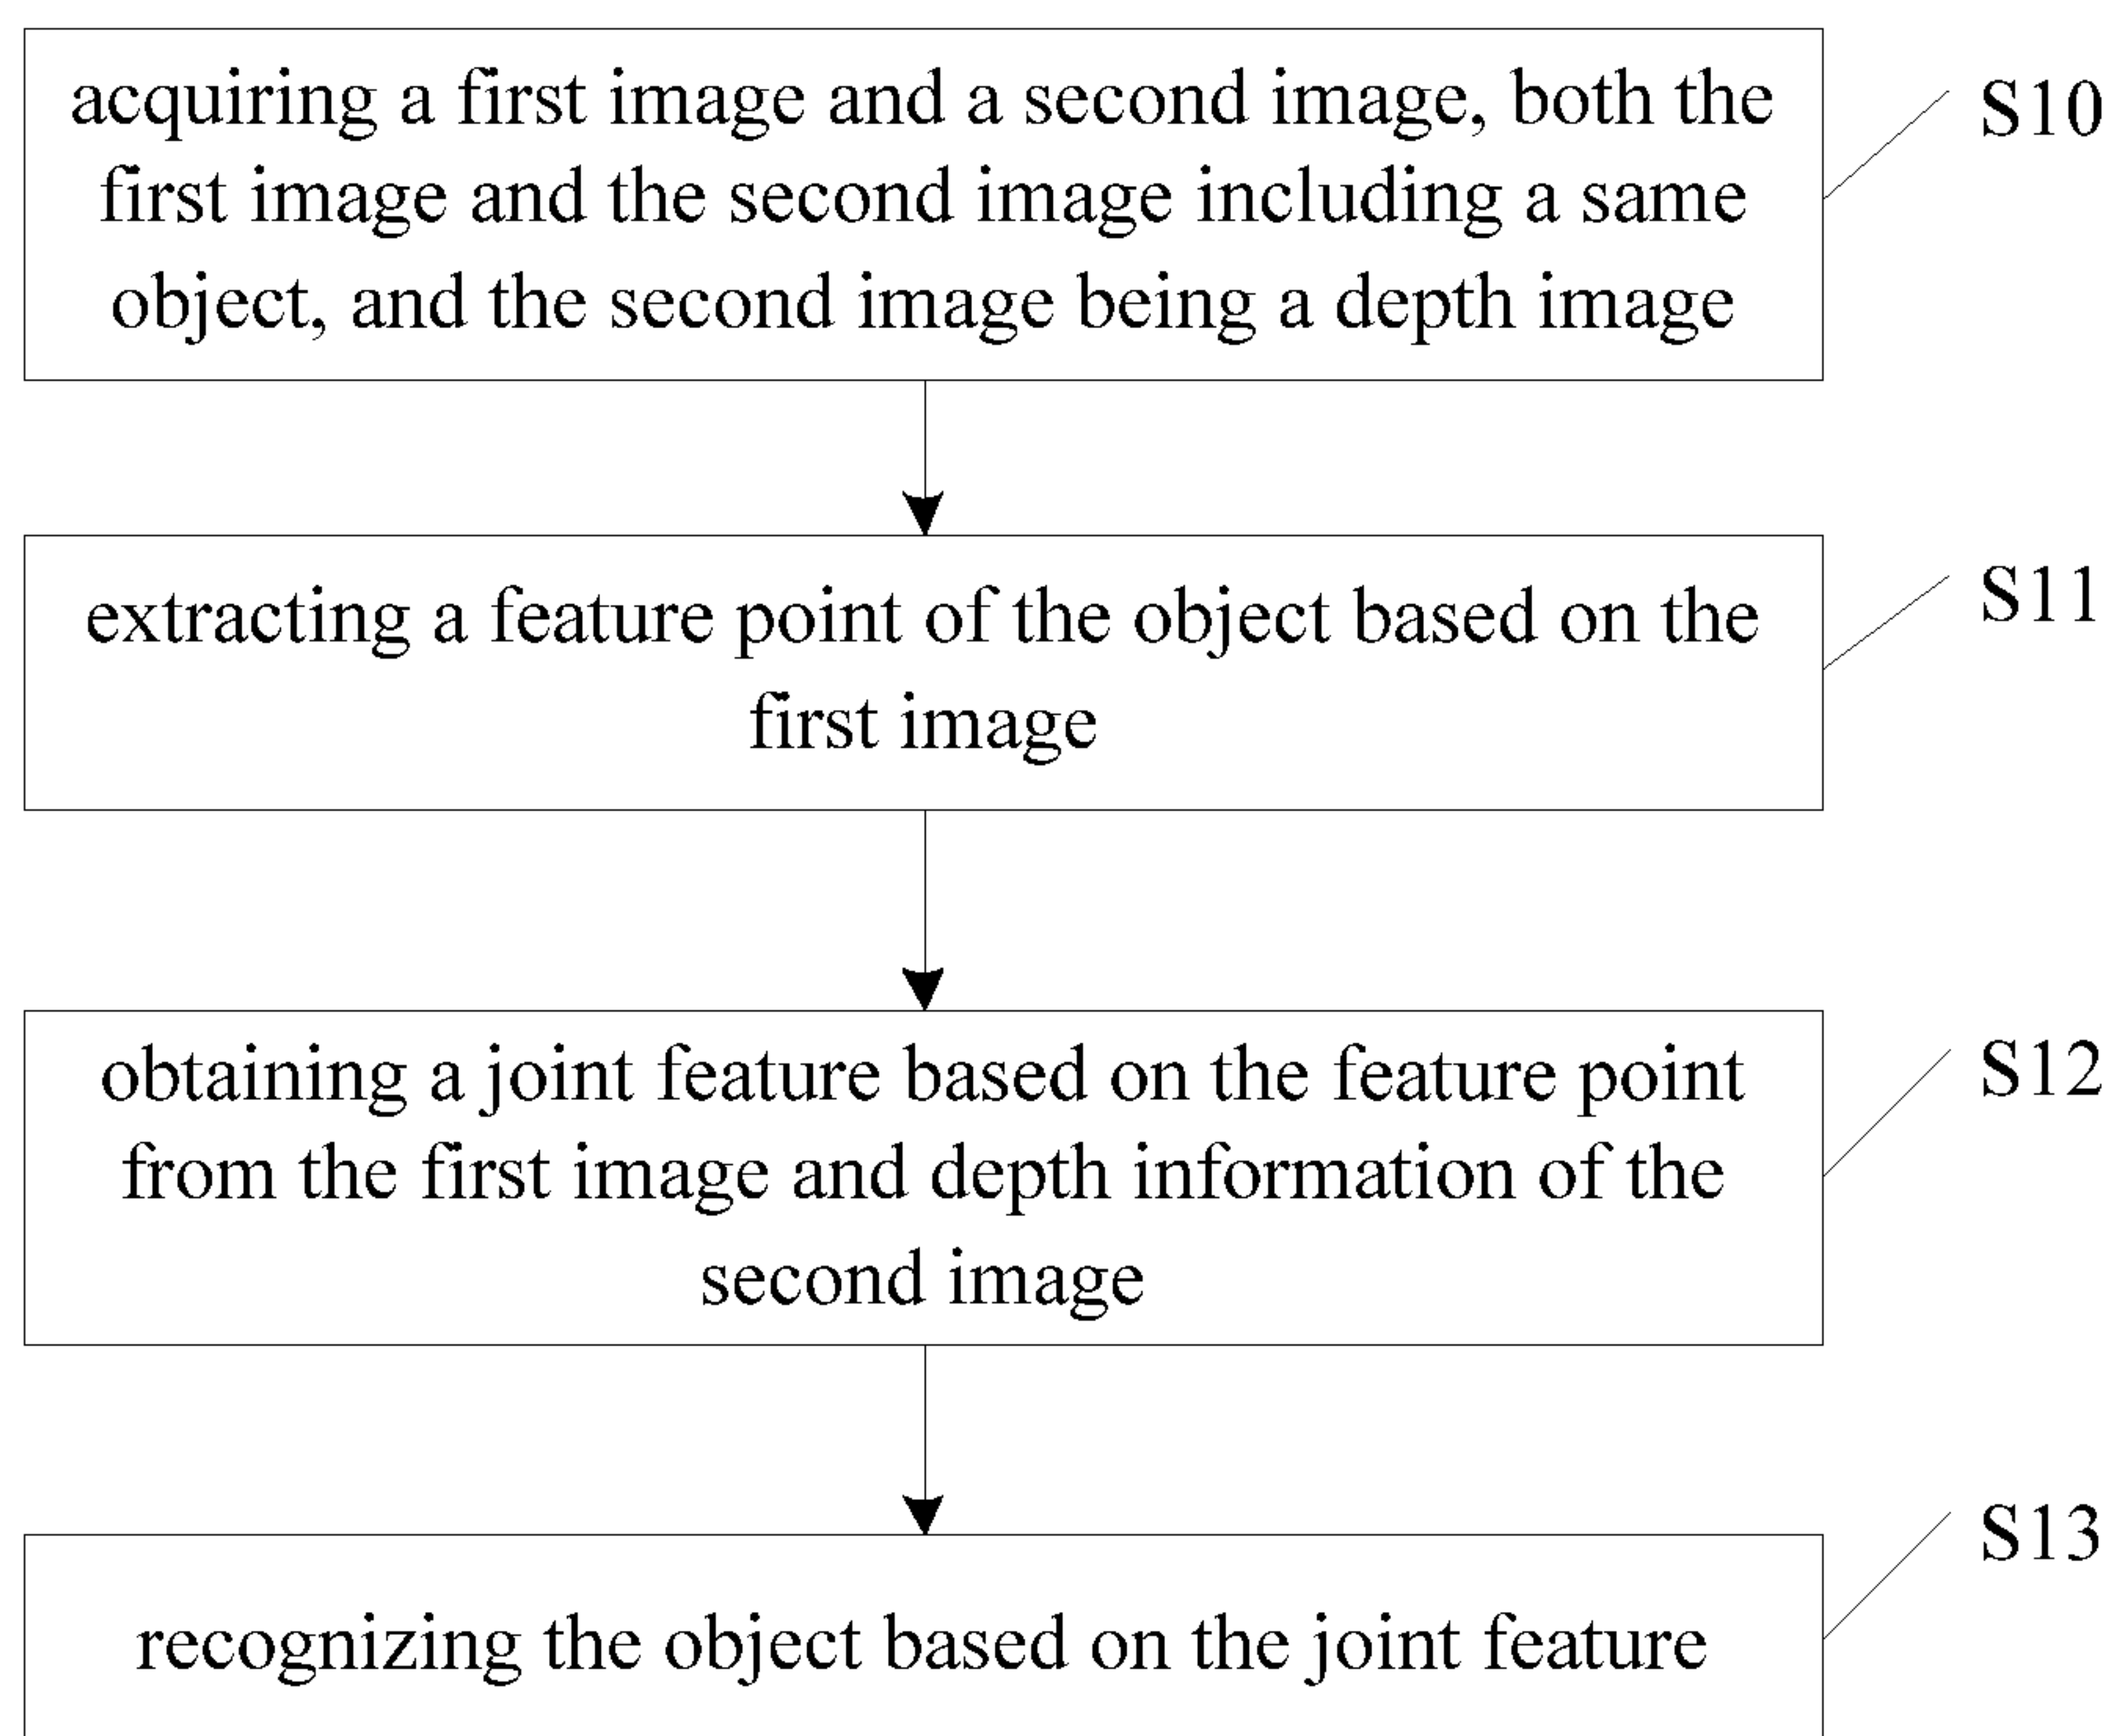 acquiring a first image and a second image, both the
first image and the second image including a same
object, and the second image being a depth image
S10
extracting a feature point of the object based on the
first image
S11
obtaining a joint feature based on the feature point
from the first image and depth information of the
second image
S12
recognizing the object based on the joint feature
S13